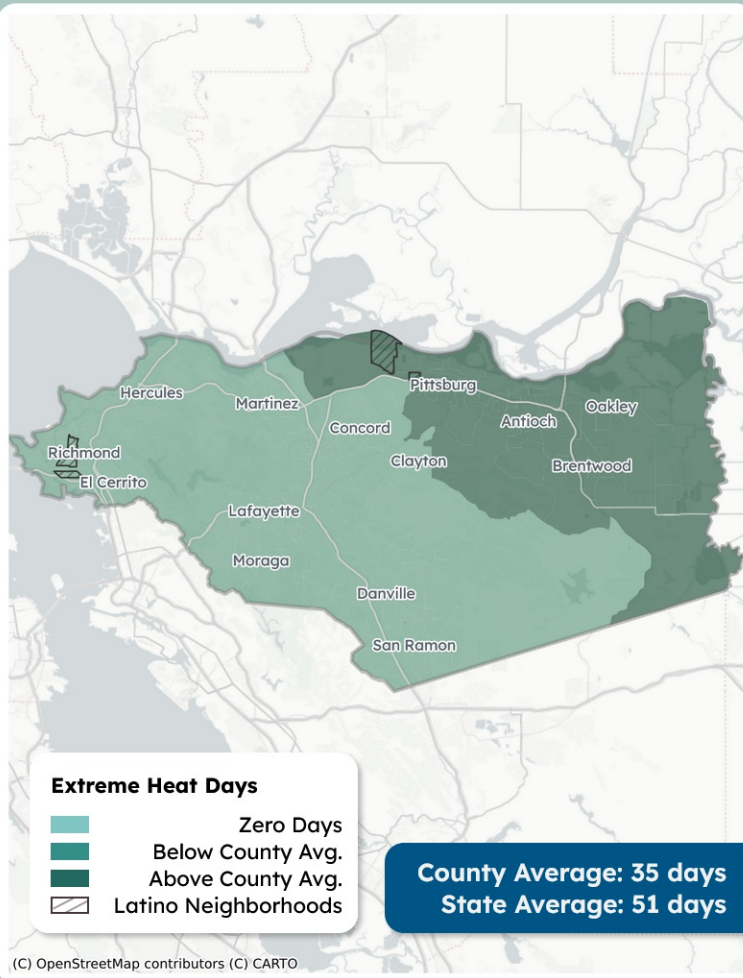 Hercules
Martinez
Pittsburg
Oakley
Antioch
Concord
Richmond
Clayton
Brentwood
El Cerrito
Lafayette
Moraga
Danville
San Ramon
Extreme Heat Days
Zero Days
Below County Avg.
Above County Avg.
Latino Neighborhoods
County Average: 35 days
State Average: 51 days
(C) OpenStreetMap contributors (C) CARTO